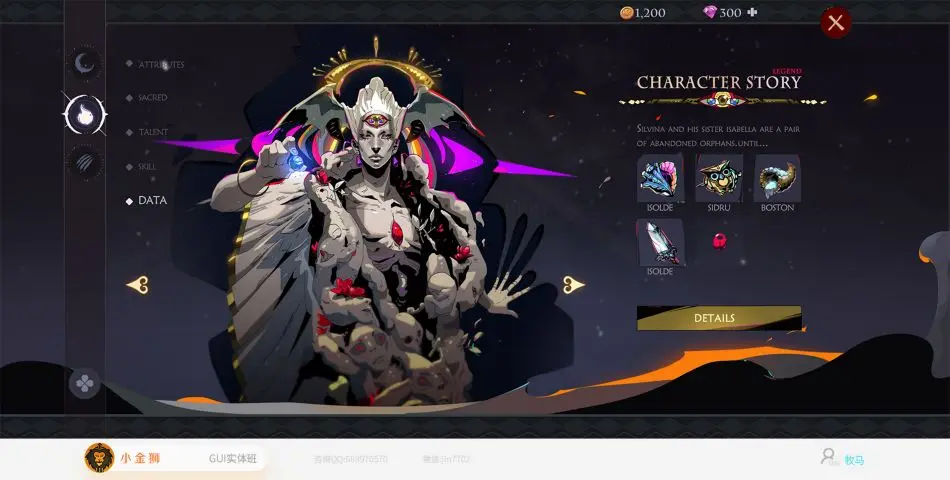 1,200
300
ATTRIBUTES
SACRED
TALENT
SKILL
DATA
LEGEND
CHARACTER STORY
SILVINA AND HIS SISTER ISABELLA ARE A PAIR
OF ABANDONED ORPHANS.UNTIL...
ISOLDE
SIDRU
BOSTON
ISOLDE
DETAILS
小金狮
GUI实体班
牧马